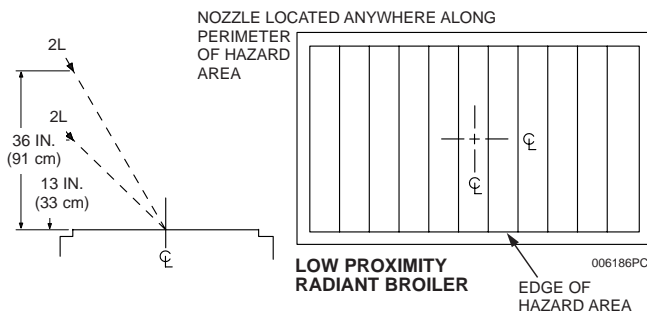 NOZZLE LOCATED ANYWHERE ALONG
PERIMETER
OF HAZARD
AREA
2L
2L
36 IN.
(91 cm)
13 IN.
(33 cm)
℄
℄
℄
LOW PROXIMITY
RADIANT BROILER
006186PC
EDGE OF
HAZARD AREA